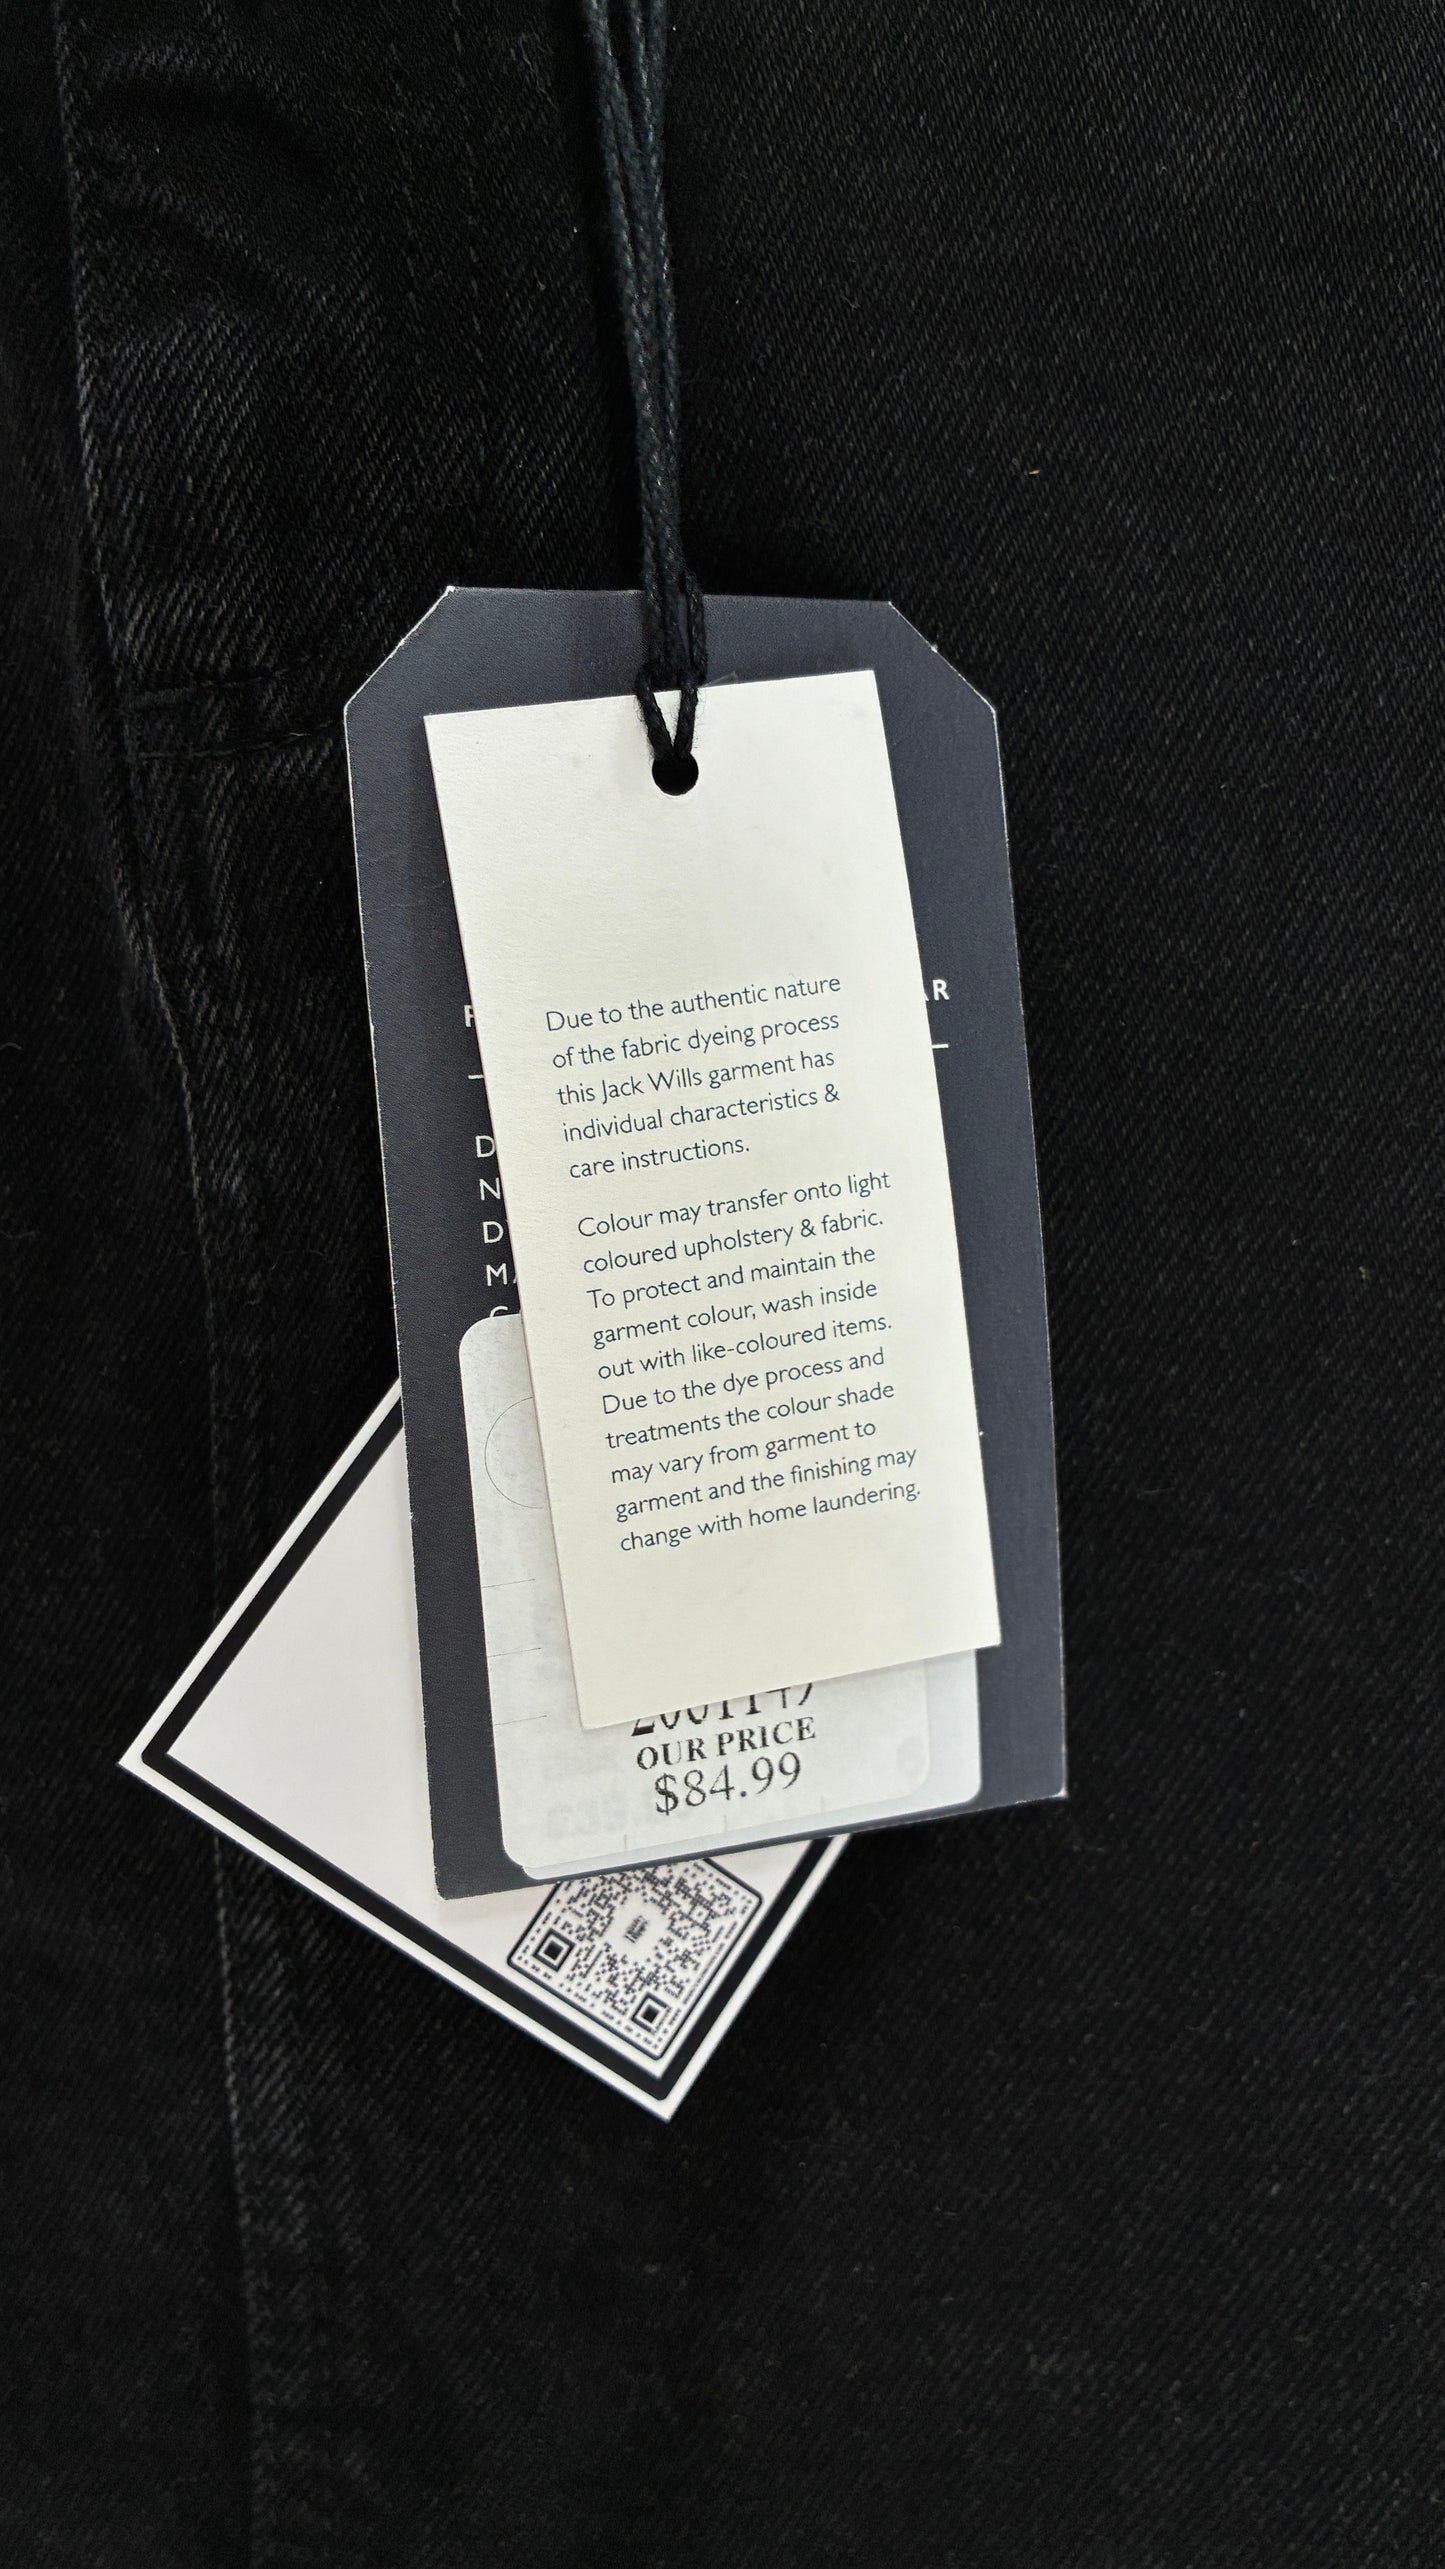 Due to the authentic nature
of the fabric dyeing process
this Jack Wills garment has
individual characteristics &
care instructions.
Colour may transfer onto light
coloured upholstery & fabric.
To protect and maintain the
garment colour, wash inside
out with like-coloured items.
Due to the dye process and
treatments the colour shade
may vary from garment to
garment and the finishing may
change with home laundering.
OUR PRICE
$84.99